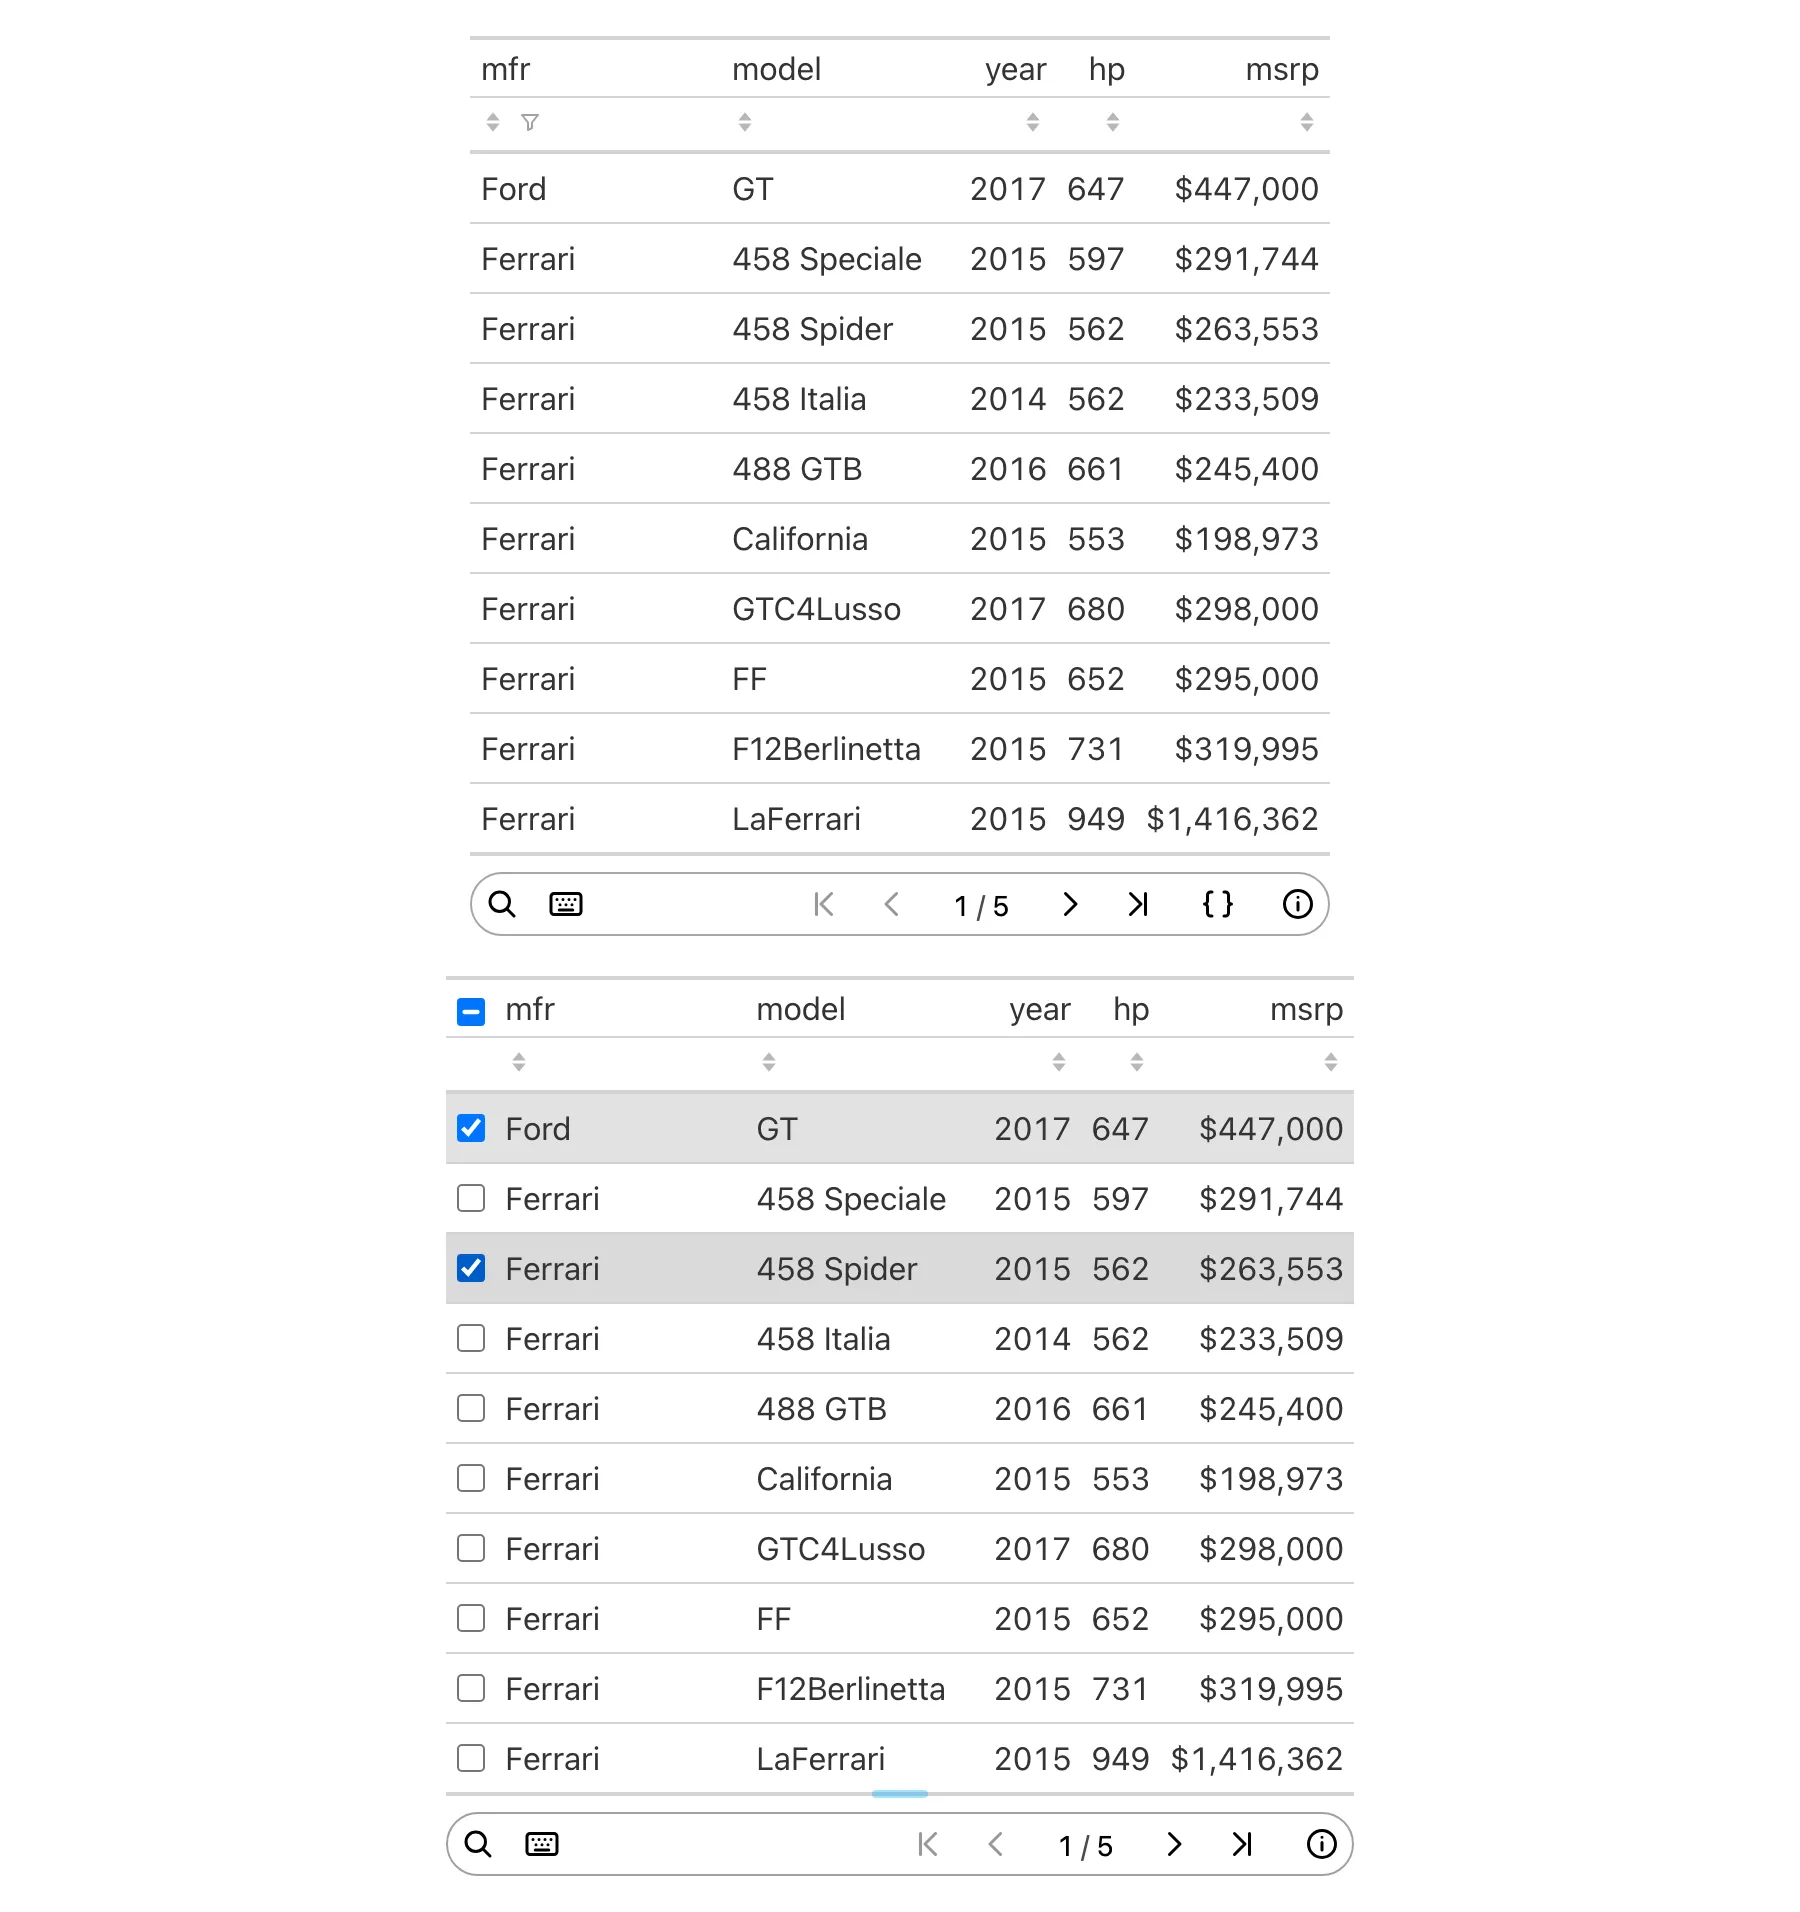 mfr model year hp msrp
Ford GT 2017 647 $447,000
Ferrari 458 Speciale 2015 597 $291,744
Ferrari 458 Spider 2015 562 $263,553
Ferrari 458 Italia 2014 562 $233,509
Ferrari 488 GTB 2016 661 $245,400
Ferrari California 2015 553 $198,973
Ferrari GTC4Lusso 2017 680 $298,000
Ferrari FF 2015 652 $295,000
Ferrari F12Berlinetta 2015 731 $319,995
Ferrari LaFerrari 2015 949 $1,416,362
1 / 5 { }
mfr model year hp msrp
Ford GT 2017 647 $447,000
Ferrari 458 Speciale 2015 597 $291,744
Ferrari 458 Spider 2015 562 $263,553
Ferrari 458 Italia 2014 562 $233,509
Ferrari 488 GTB 2016 661 $245,400
Ferrari California 2015 553 $198,973
Ferrari GTC4Lusso 2017 680 $298,000
Ferrari FF 2015 652 $295,000
Ferrari F12Berlinetta 2015 731 $319,995
Ferrari LaFerrari 2015 949 $1,416,362
1 / 5